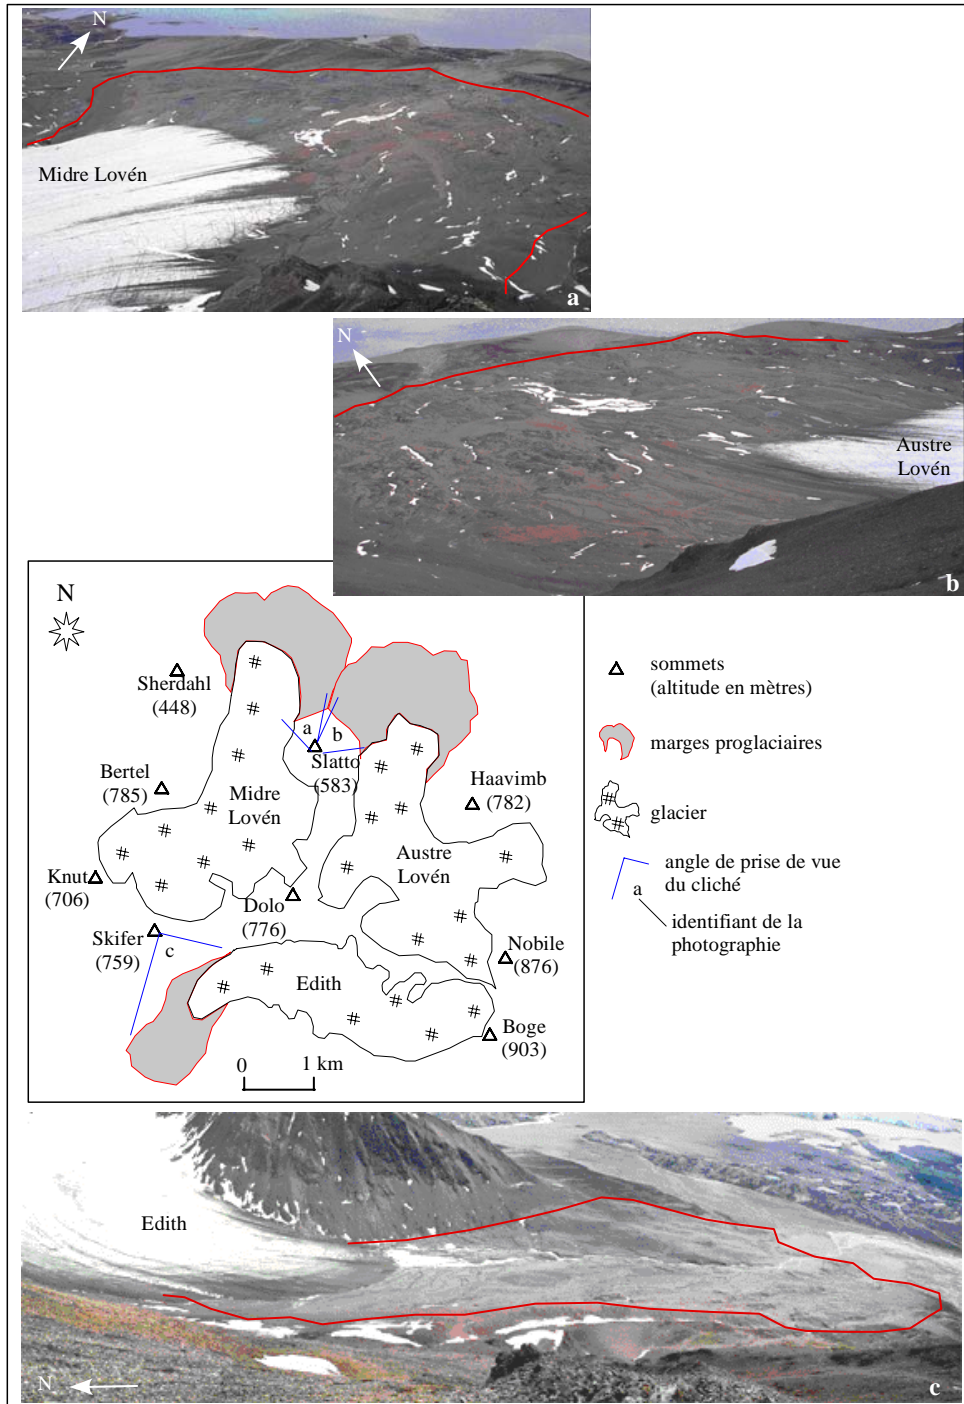 N
Midre Lovén
a
N
Austre
Lovén
b
N
Sherdahl
(448)
a
b
Slatto
(583)
Bertel
(785)
Midre
Lovén
Haavimb
(782)
Austre
Lovén
Knut
(706)
Dolo
(776)
Skifer
(759)
c
Nobile
(876)
Edith
Boge
(903)
0
1 km
sommets
(altitude en mètres)
marges proglaciaires
glacier
angle de prise de vue
du cliché
a
identifiant de la
photographie
Edith
N
c